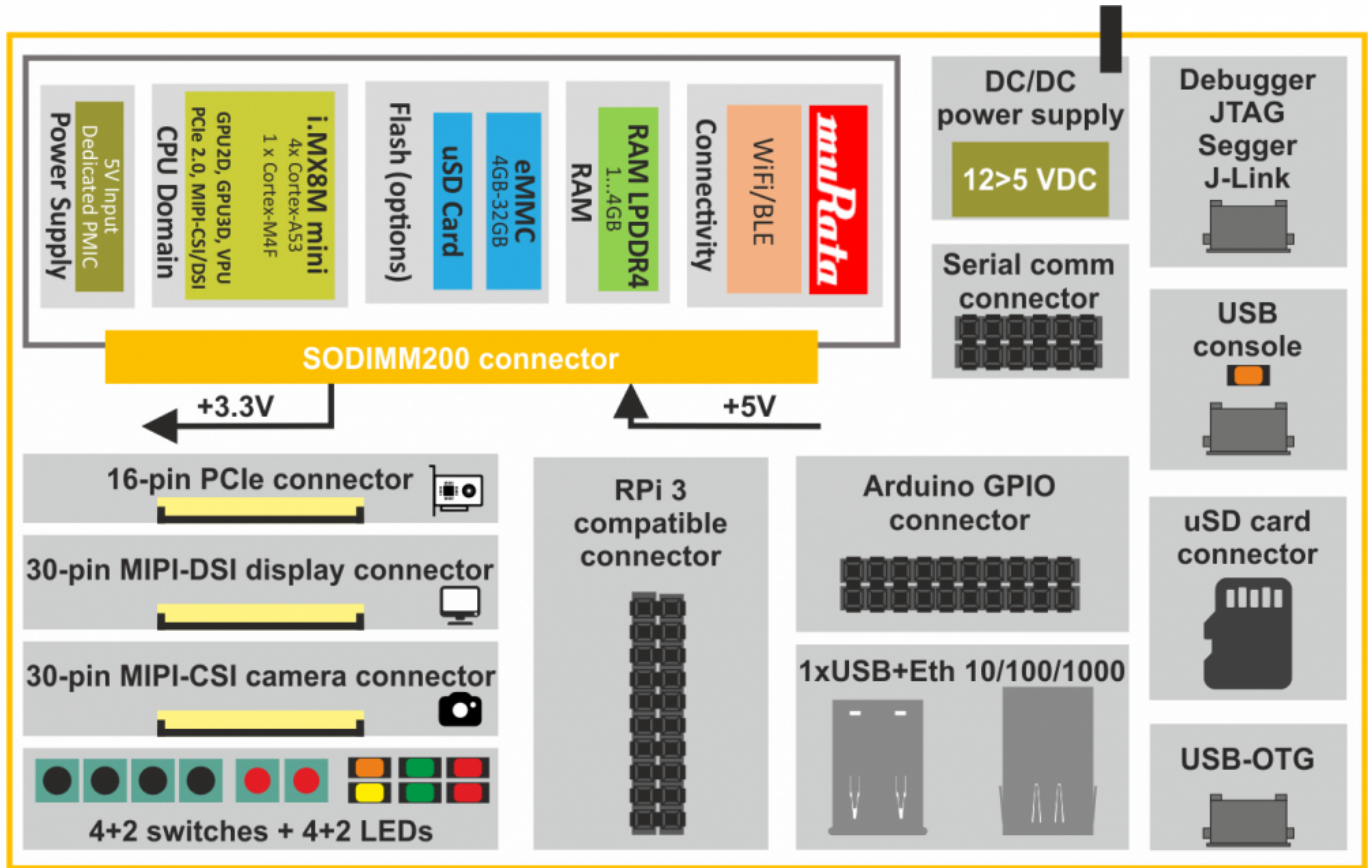 5V Input
Dedicated PMIC
Power Supply
i.MX8M mini
4x Cortex-A53
1 x Cortex-M4F
GPU2D, GPU3D, VPU
PCIe 2.0, MIPI-CSI/DSI
CPU Domain
eMMC
4GB-32GB
uSD Card
Flash (options)
RAM LPDDR4
1...4GB
RAM
muRata
WiFi/BLE
Connectivity
SODIMM200 connector
+3.3V
+5V
DC/DC
power supply
12>5 VDC
Serial comm
connector
Debugger
JTAG
Segger
J-Link
USB
console
16-pin PCIe connector
30-pin MIPI-DSI display connector
30-pin MIPI-CSI camera connector
4+2 switches + 4+2 LEDs
RPi 3
compatible
connector
Arduino GPIO
connector
1xUSB+Eth 10/100/1000
uSD card
connector
USB-OTG